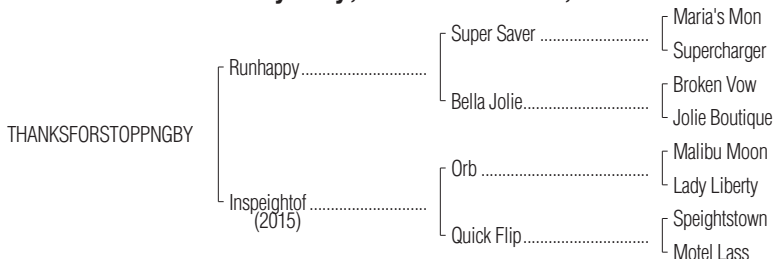 Maria's Mon
Super Saver ..........................
Supercharger
Runhappy..............................
Broken Vow
Bella Jolie..............................
Jolie Boutique
THANKSFORSTOPPNGBY
Malibu Moon
Orb ........................................
Lady Liberty
Inspeightof ............................
(2015)
Speightstown
Quick Flip..............................
Motel Lass